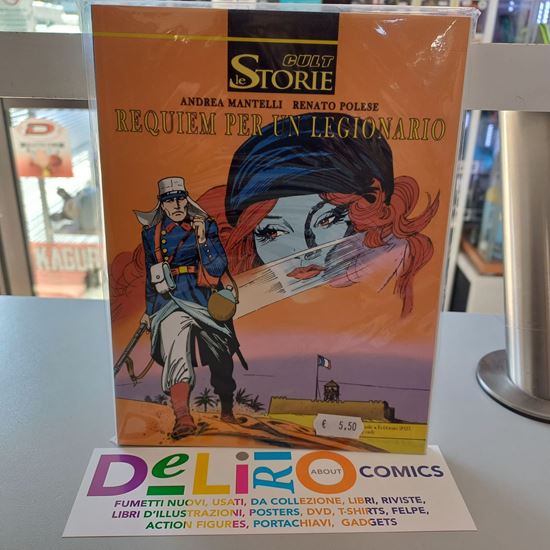 CULT
le STORIE
ANDREA MANTELLI RENATO POLESE
REQUIEM PER UN LEGIONARIO
KAGUR
€ 5,50
DeLiRiO
ABOUT
COMICS
FUMETTI NUOVI, USATI, DA COLLEZIONE, LIBRI, RIVISTE,
LIBRI D'ILLUSTRAZIONI, POSTERS, DVD, T-SHIRTS, FELPE,
ACTION FIGURES, PORTACHIAVI, GADGETS